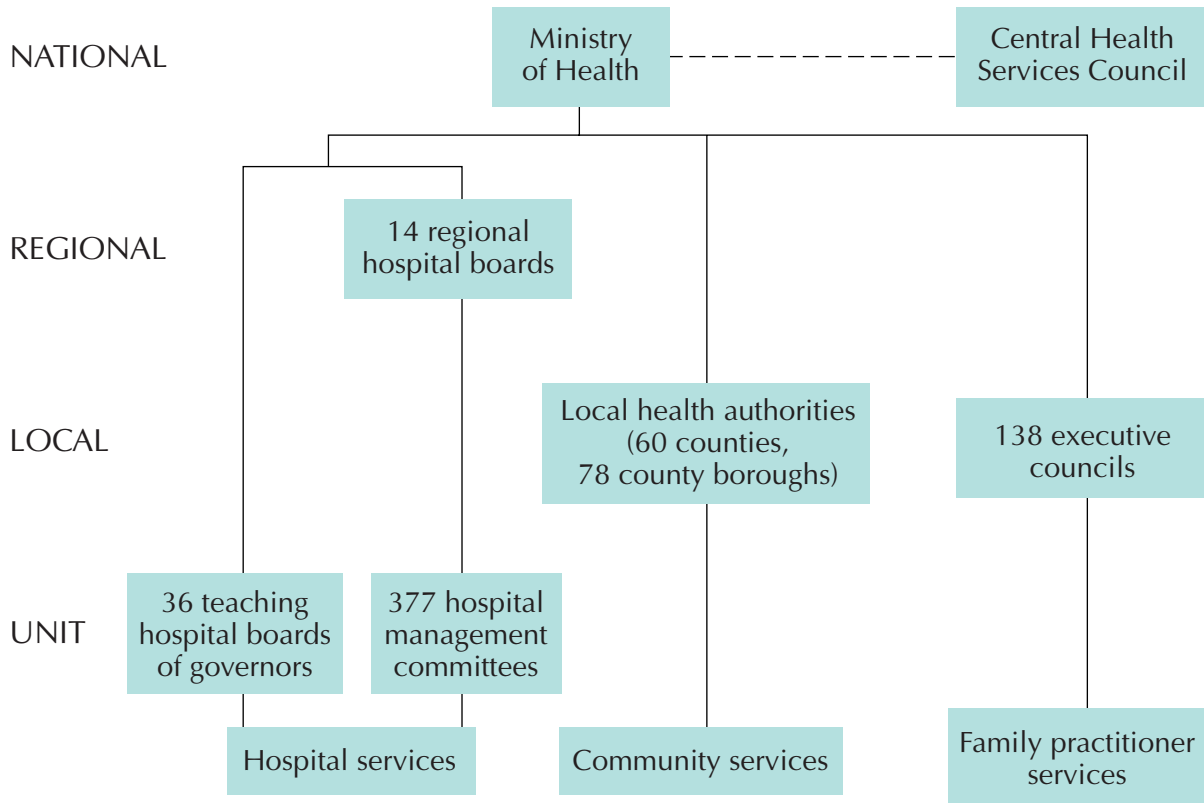 NATIONAL
Ministry
of Health
Central Health
Services Council
REGIONAL
14 regional
hospital boards
LOCAL
Local health authorities
(60 counties,
78 county boroughs)
138 executive
councils
UNIT
36 teaching
hospital boards
of governors
377 hospital
management
committees
Hospital services
Community services
Family practitioner
services